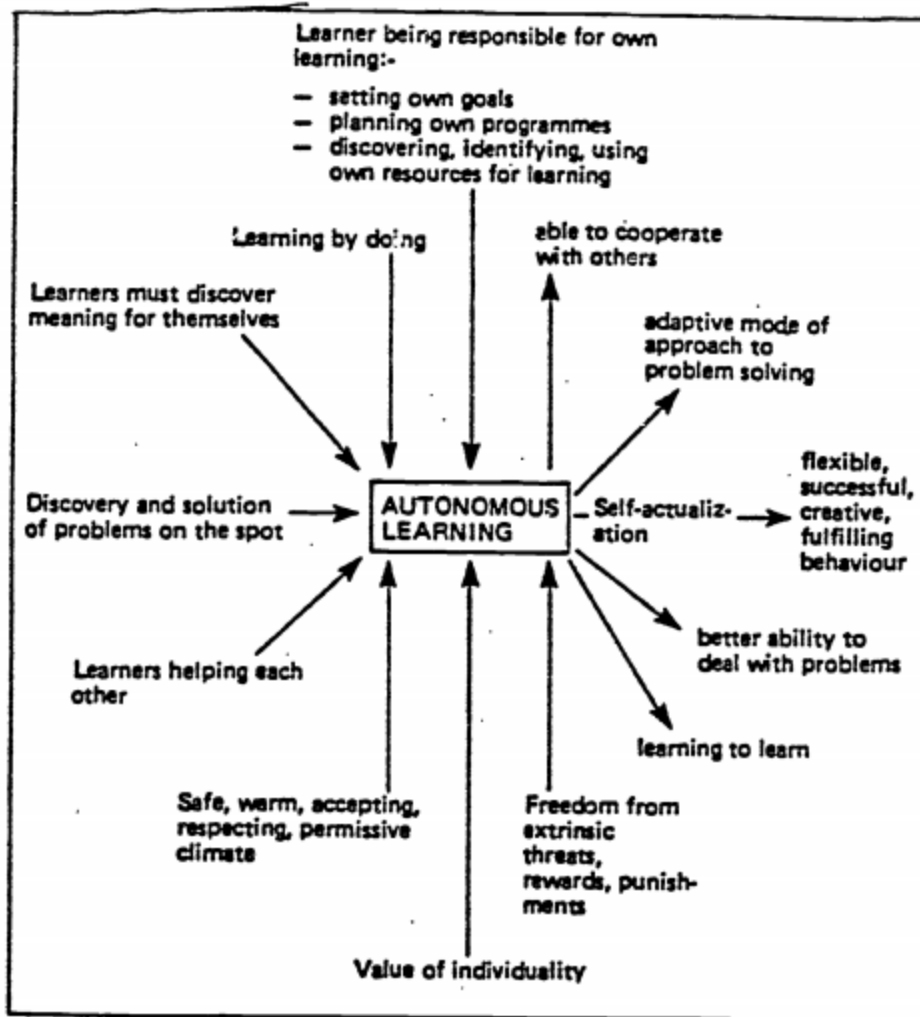 Learner being responsible for own
learning:-
— setting own goals
— planning own programmes
— discovering, identifying, using
own resources for learning
Learning by doing
able to cooperate
with others
Learners must discover
meaning for themselves
adaptive mode of
approach to
problem solving
Discovery and solution
of problems on the spot
AUTONOMOUS
LEARNING
Self-actualiz-
ation
flexible,
successful,
creative,
fulfilling
behaviour
Learners helping each
other
better ability to
deal with problems
learning to learn
Safe, warm, accepting,
respecting, permissive
climate
Freedom from
extrinsic
threats,
rewards, punish-
ments
Value of individuality